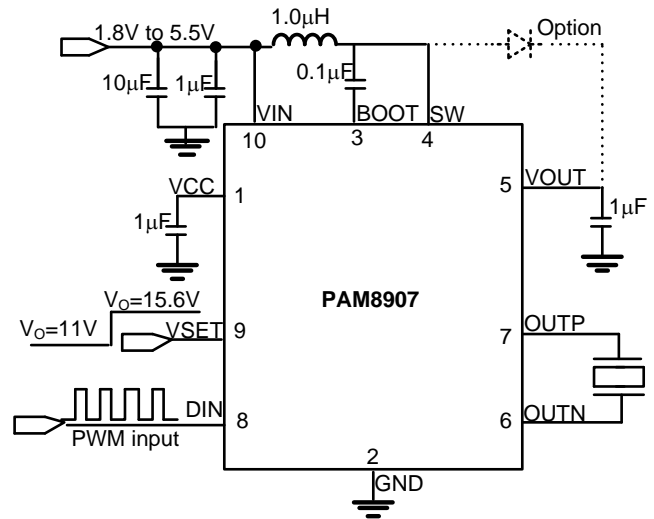 1.8V to 5.5V
1.0μH
Option
10μF
1μF
0.1μF
VIN
BOOT
SW
10
3
4
VCC
1
5
VOUT
1μF
1μF
PAM8907
VO=15.6V
VO=11V
VSET
9
7
OUTP
DIN
8
6
OUTN
PWM input
2
GND